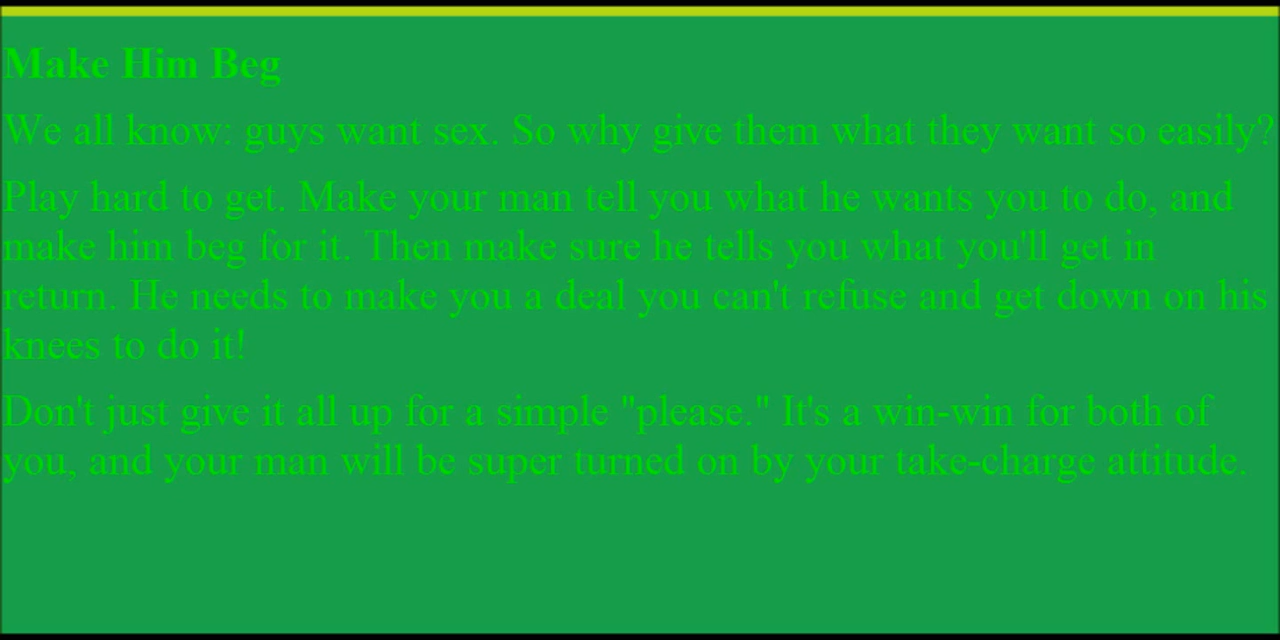 Make Him Beg
We all know: guys want sex. So why give them what they want so easily?
Play hard to get. Make your man tell you what he wants you to do, and
make him beg for it. Then make sure he tells you what you'll get in
return. He needs to make you a deal you can't refuse and get down on his
knees to do it!
Don't just give it all up for a simple "please." It's a win-win for both of
you, and your man will be super turned on by your take-charge attitude.